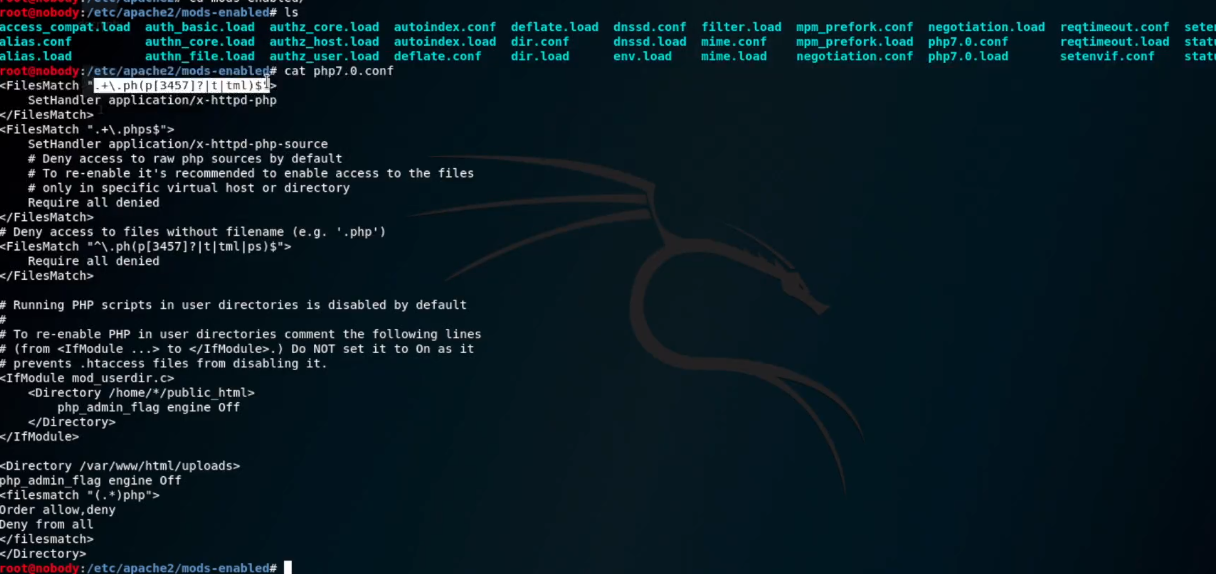 root@nobody:/etc/apache2# cd mods-enabled/
root@nobody:/etc/apache2/mods-enabled# ls
access_compat.load auth_basic.load authz_core.load autoindex.conf deflate.load dnssd.conf filter.load mpm_prefork.conf negotiation.load reqtimeout.conf
alias.conf authn_core.load authz_host.load autoindex.load dir.conf dnssd.load mime.conf mpm_prefork.load php7.0.conf reqtimeout.load
alias.load authn_file.load authz_user.load deflate.conf dir.load env.load mime.load negotiation.conf php7.0.load setenvif.conf
root@nobody:/etc/apache2/mods-enabled# cat php7.0.conf
<FilesMatch ".+\.ph(p[3457]?|t|tml)$">
    SetHandler application/x-httpd-php
</FilesMatch>
<FilesMatch ".+\.phps$">
    SetHandler application/x-httpd-php-source
    # Deny access to raw php sources by default
    # To re-enable it's recommended to enable access to the files
    # only in specific virtual host or directory
    Require all denied
</FilesMatch>
# Deny access to files without filename (e.g. '.php')
<FilesMatch "^\.ph(p[3457]?|t|tml|ps)$">
    Require all denied
</FilesMatch>

# Running PHP scripts in user directories is disabled by default
#
# To re-enable PHP in user directories comment the following lines
# (from <IfModule ...> to </IfModule>.) Do NOT set it to On as it
# prevents .htaccess files from disabling it.
<IfModule mod_userdir.c>
    <Directory /home/*/public_html>
        php_admin_flag engine Off
    </Directory>
</IfModule>

<Directory /var/www/html/uploads>
php_admin_flag engine Off
<filesmatch "(.*)php">
Order allow,deny
Deny from all
</filesmatch>
</Directory>
root@nobody:/etc/apache2/mods-enabled#